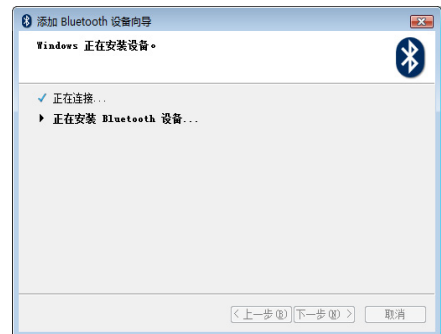 添加 Bluetooth 设备向导
Windows 正在安装设备。
✓ 正在连接...
▶ 正在安装 Bluetooth 设备...
< 上一步(B) 下一步(N) > 取消